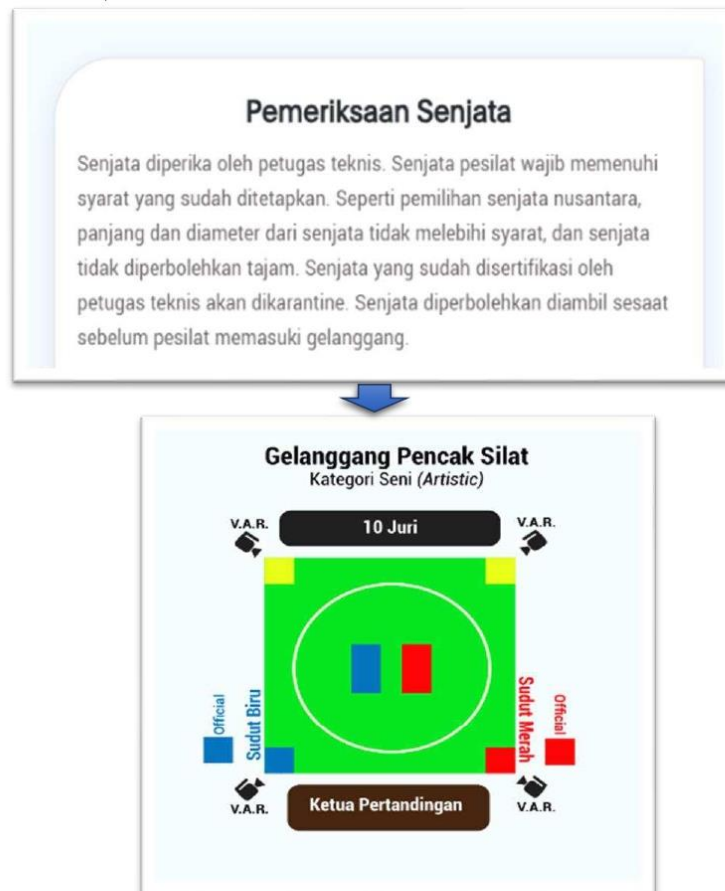 Pemeriksaan Senjata
Senjata diperika oleh petugas teknis. Senjata pesilat wajib memenuhi
syarat yang sudah ditetapkan. Seperti pemilihan senjata nusantara,
panjang dan diameter dari senjata tidak melebihi syarat, dan senjata
tidak diperbolehkan tajam. Senjata yang sudah disertifikasi oleh
petugas teknis akan dikarantine. Senjata diperbolehkan diambil sesaat
sebelum pesilat memasuki gelanggang.
Gelanggang Pencak Silat
Kategori Seni (Artistic)
V.A.R.
10 Juri
V.A.R.
Official
Sudut Biru
Sudut Merah
Official
V.A.R.
Ketua Pertandingan
V.A.R.